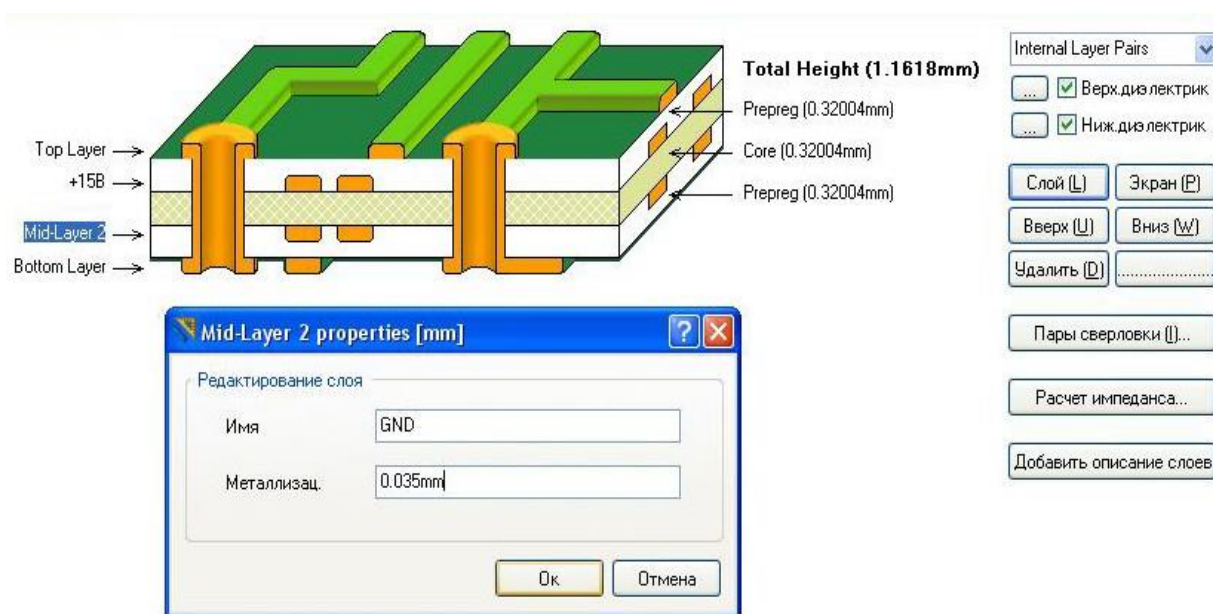 Total Height (1.1618mm)
Prepreg (0.32004mm)
Core (0.32004mm)
Prepreg (0.32004mm)
Top Layer
+15В
Mid-Layer 2
Bottom Layer
Internal Layer Pairs
... Верх.диэлектрик
... Ниж.диэлектрик
Слой (L) Экран (P)
Вверх (U) Вниз (W)
Удалить (D) ......................
Пары сверловки (I)...
Расчет импеданса...
Добавить описание слоев
Mid-Layer 2 properties [mm]
Редактирование слоя
Имя GND
Металлизац. 0.035mm
Ок Отмена